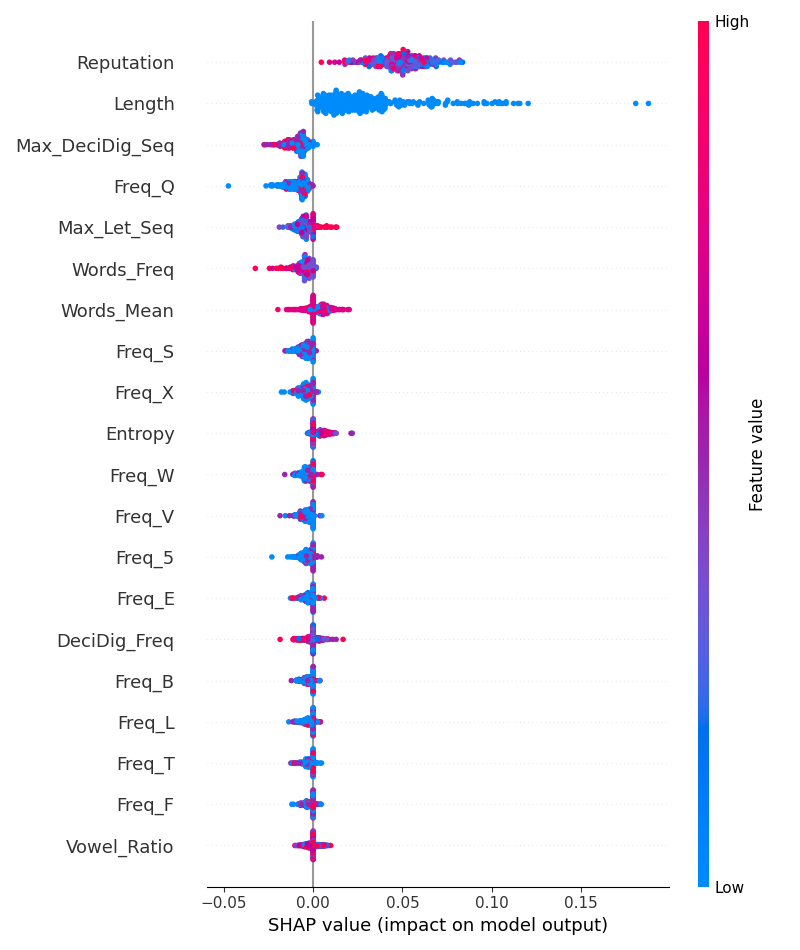 High
Reputation
Length
Max_DeciDig_Seq
Freq_Q
Max_Let_Seq
Words_Freq
Words_Mean
Freq_S
Freq_X
Entropy
Freq_W
Freq_V
Freq_5
Freq_E
DeciDig_Freq
Freq_B
Freq_L
Freq_T
Freq_F
Vowel_Ratio
Feature value
Low
−0.05 0.00 0.05 0.10 0.15
SHAP value (impact on model output)